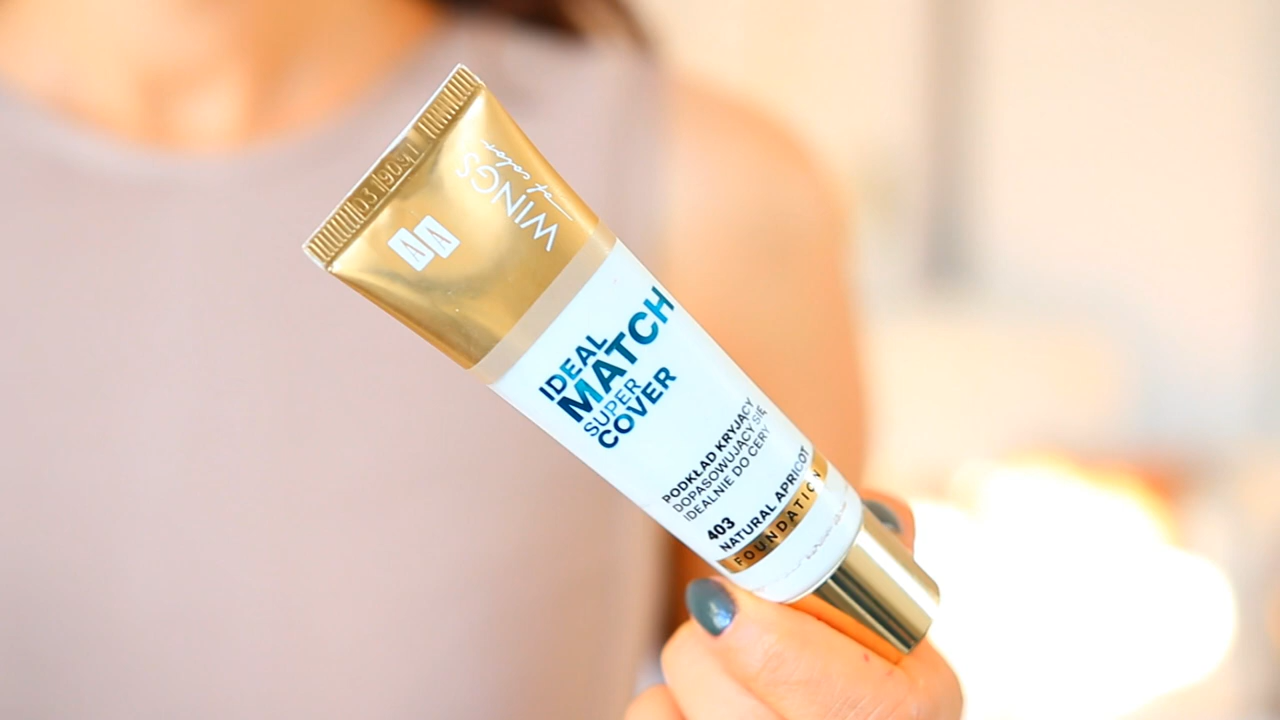 AA
WINGS
of color
IDEAL
MATCH
SUPER
COVER
PODKŁAD KRYJĄCY
DOPASOWUJĄCY SIĘ
IDEALNIE DO CERY
403
NATURAL APRICOT
FOUNDATION